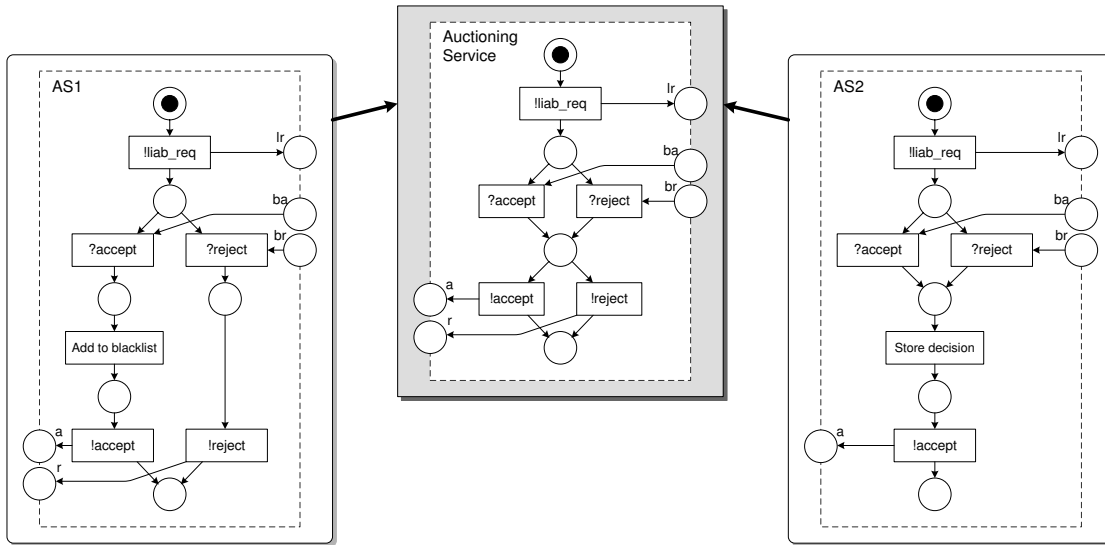 AS1
!liab_req
lr
ba
?accept
?reject
br
Add to blacklist
a
!accept
!reject
r
Auctioning
Service
!liab_req
lr
ba
?accept
?reject
br
a
!accept
!reject
r
AS2
!liab_req
lr
ba
?accept
?reject
br
Store decision
a
!accept